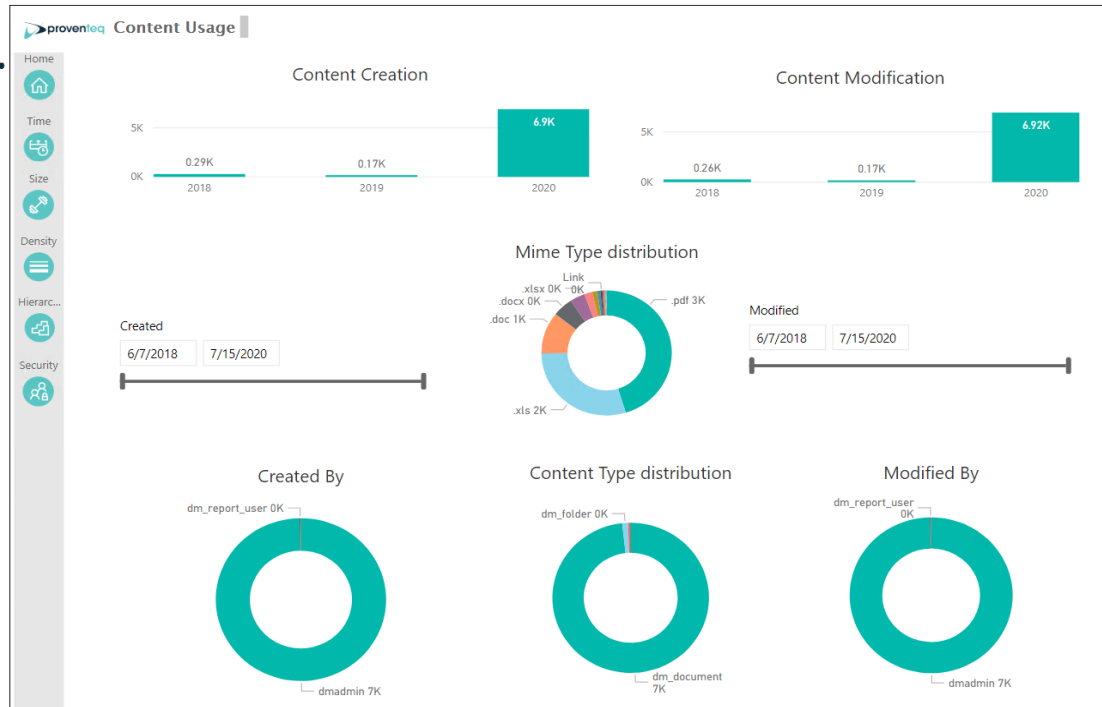 proventeq Content Usage
Home
Time
Size
Density
Hierarc...
Security
Content Creation
5K
0K
0.29K
0.17K
6.9K
2018
2019
2020
Content Modification
5K
0K
0.26K
0.17K
6.92K
2018
2019
2020
Mime Type distribution
Link
0K
.xlsx 0K
.docx 0K
.doc 1K
.xls 2K
.pdf 3K
Created
6/7/2018 7/15/2020
Modified
6/7/2018 7/15/2020
Created By
dm_report_user 0K
dmadmin 7K
Content Type distribution
dm_folder 0K
dm_document
7K
Modified By
dm_report_user
0K
dmadmin 7K